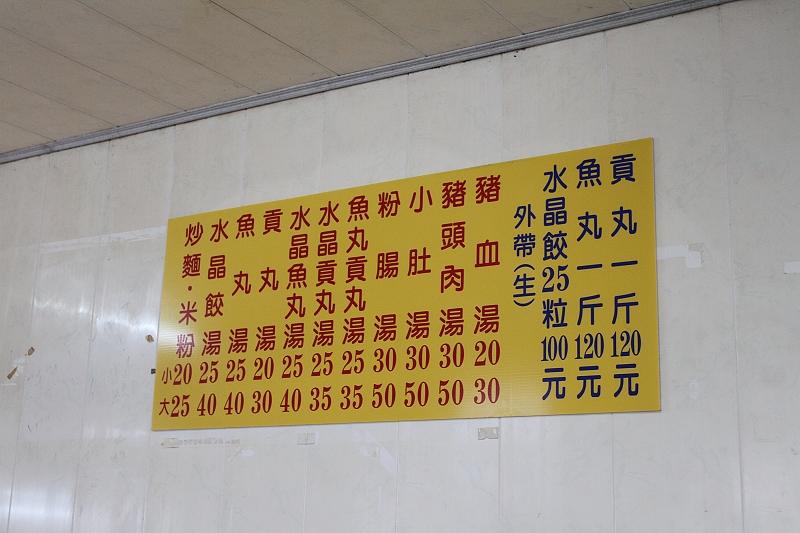 貢丸一斤120元
魚丸一斤120元
水晶餃25粒100元
外帶(生)
豬血湯 20 30
豬頭肉湯 30 50
小肚湯 30 50
粉腸湯 30 50
魚丸貢丸湯 25 35
水晶貢丸湯 25 35
水晶魚丸湯 25 40
貢丸湯 20 30
魚丸湯 25 40
水晶餃湯 25 40
炒麵·米粉 小20 大25